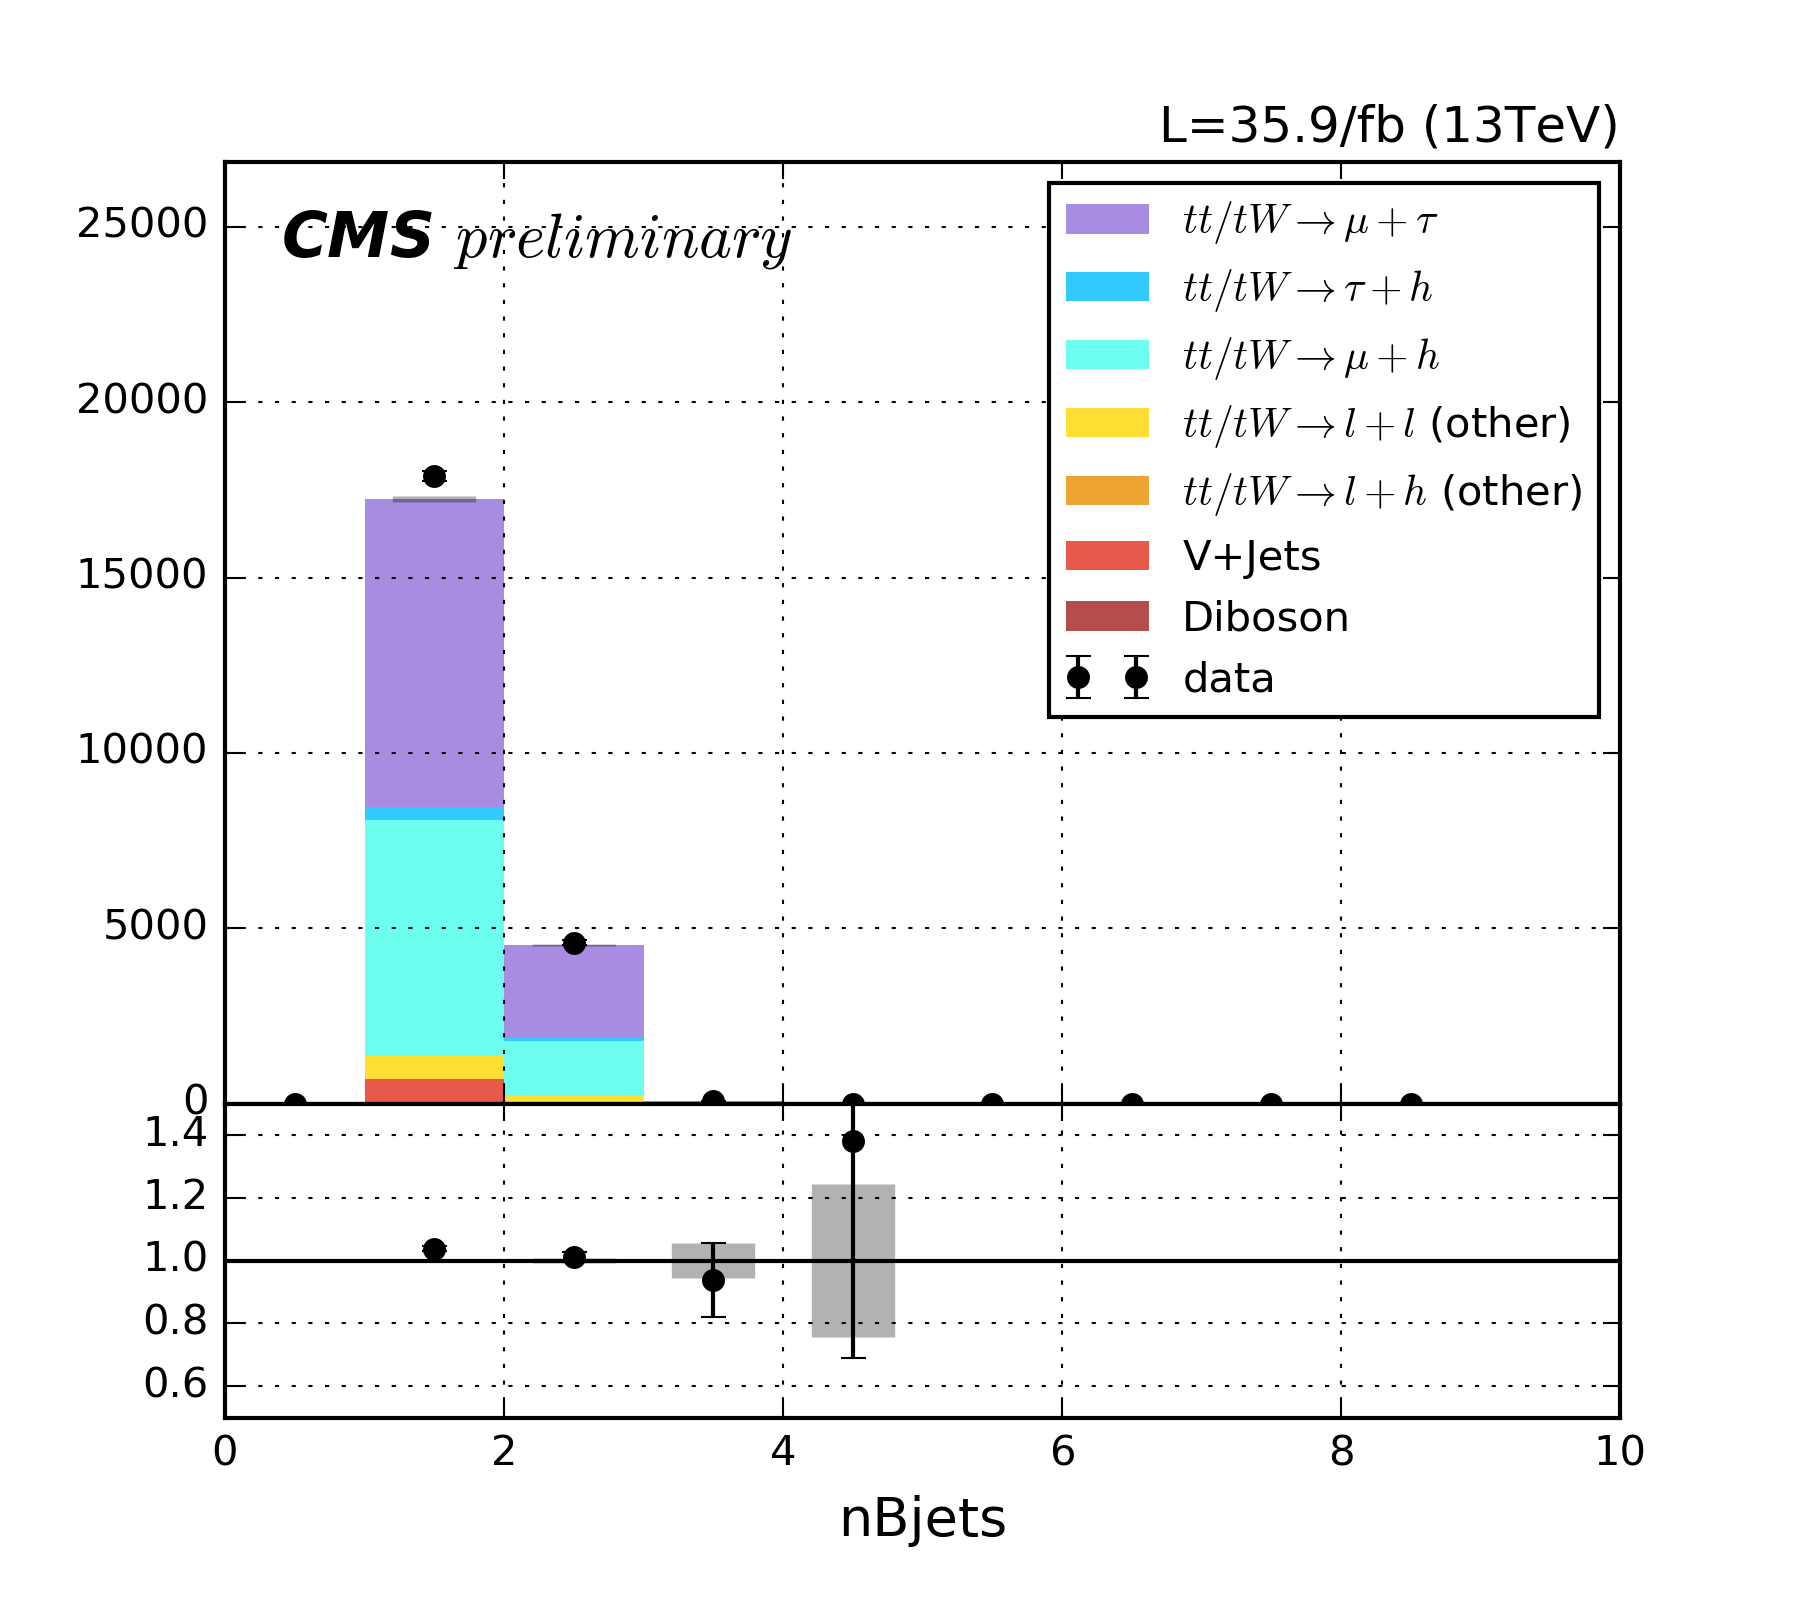 L=35.9/fb (13TeV)
CMS preliminary
25000
20000
15000
10000
5000
0
tt/tW→μ+τ
tt/tW→τ+h
tt/tW→μ+h
tt/tW→l+l (other)
tt/tW→l+h (other)
V+Jets
Diboson
data
1.4
1.2
1.0
0.8
0.6
0 2 4 6 8 10
nBjets